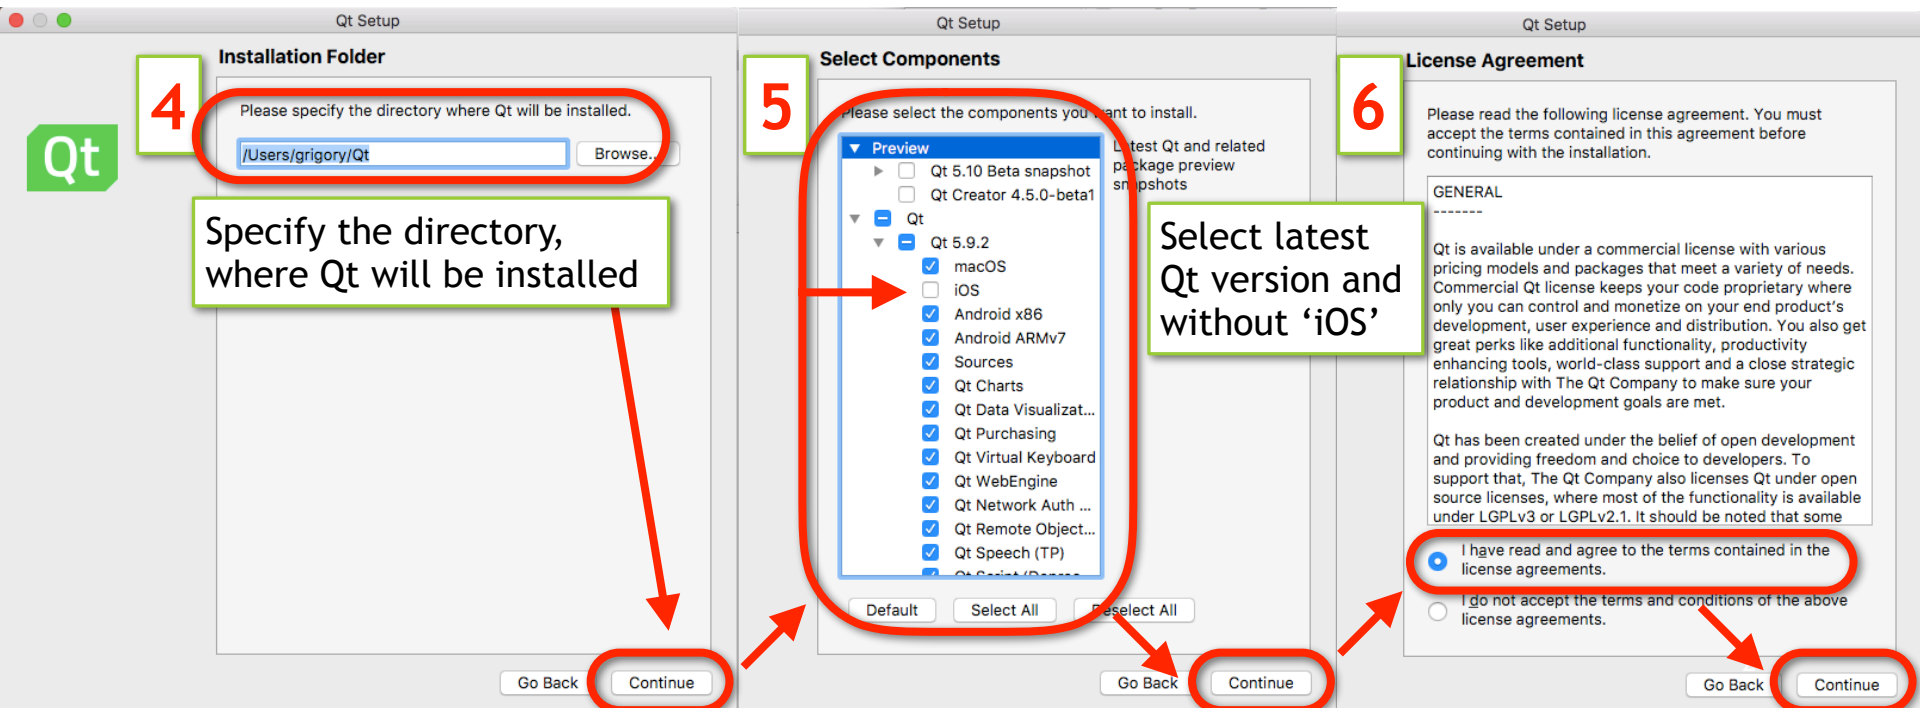 Qt Setup
Installation Folder
4
Please specify the directory where Qt will be installed.
/Users/grigory/Qt
Browse...
Qt
Specify the directory,
where Qt will be installed
Go Back
Continue
Qt Setup
Select Components
5
Please select the components you want to install.
Preview
Qt 5.10 Beta snapshot
Qt Creator 4.5.0-beta1
Qt
Qt 5.9.2
macOS
iOS
Android x86
Android ARMv7
Sources
Qt Charts
Qt Data Visualizat...
Qt Purchasing
Qt Virtual Keyboard
Qt WebEngine
Qt Network Auth ...
Qt Remote Object...
Qt Speech (TP)
Latest Qt and related
package preview
snapshots
Select latest
Qt version and
without ‘iOS’
Default
Select All
Deselect All
Go Back
Continue
Qt Setup
License Agreement
6
Please read the following license agreement. You must
accept the terms contained in this agreement before
continuing with the installation.
GENERAL
-------
Qt is available under a commercial license with various
pricing models and packages that meet a variety of needs.
Commercial Qt license keeps your code proprietary where
only you can control and monetize on your end product's
development, user experience and distribution. You also get
great perks like additional functionality, productivity
enhancing tools, world-class support and a close strategic
relationship with The Qt Company to make sure your
product and development goals are met.
Qt has been created under the belief of open development
and providing freedom and choice to developers. To
support that, The Qt Company also licenses Qt under open
source licenses, where most of the functionality is available
under LGPLv3 or LGPLv2.1. It should be noted that some
I have read and agree to the terms contained in the
license agreements.
I do not accept the terms and conditions of the above
license agreements.
Go Back
Continue